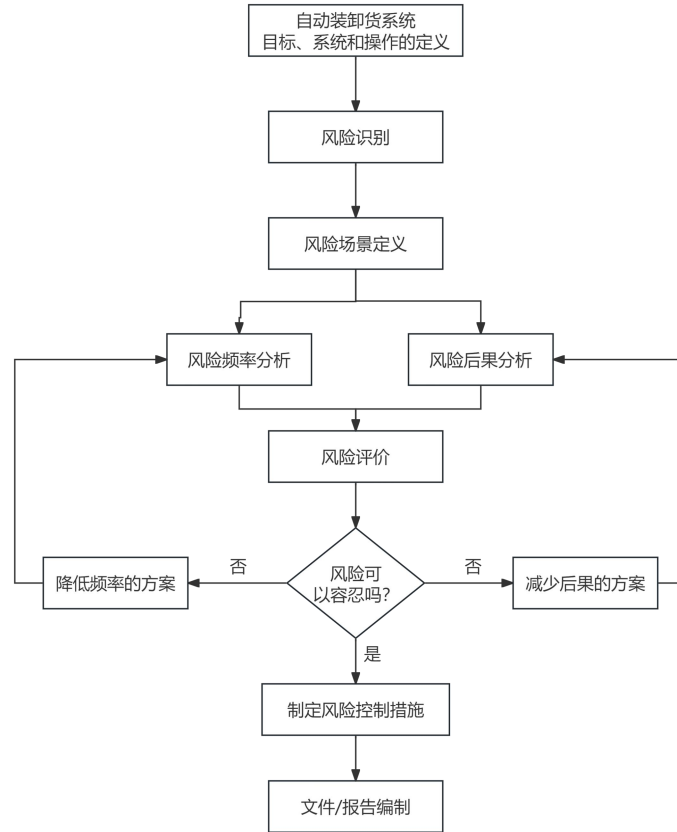 自动装卸货系统
目标、系统和操作的定义
风险识别
风险场景定义
风险频率分析
风险后果分析
风险评价
降低频率的方案
否
风险可
以容忍吗?
否
减少后果的方案
是
制定风险控制措施
文件/报告编制